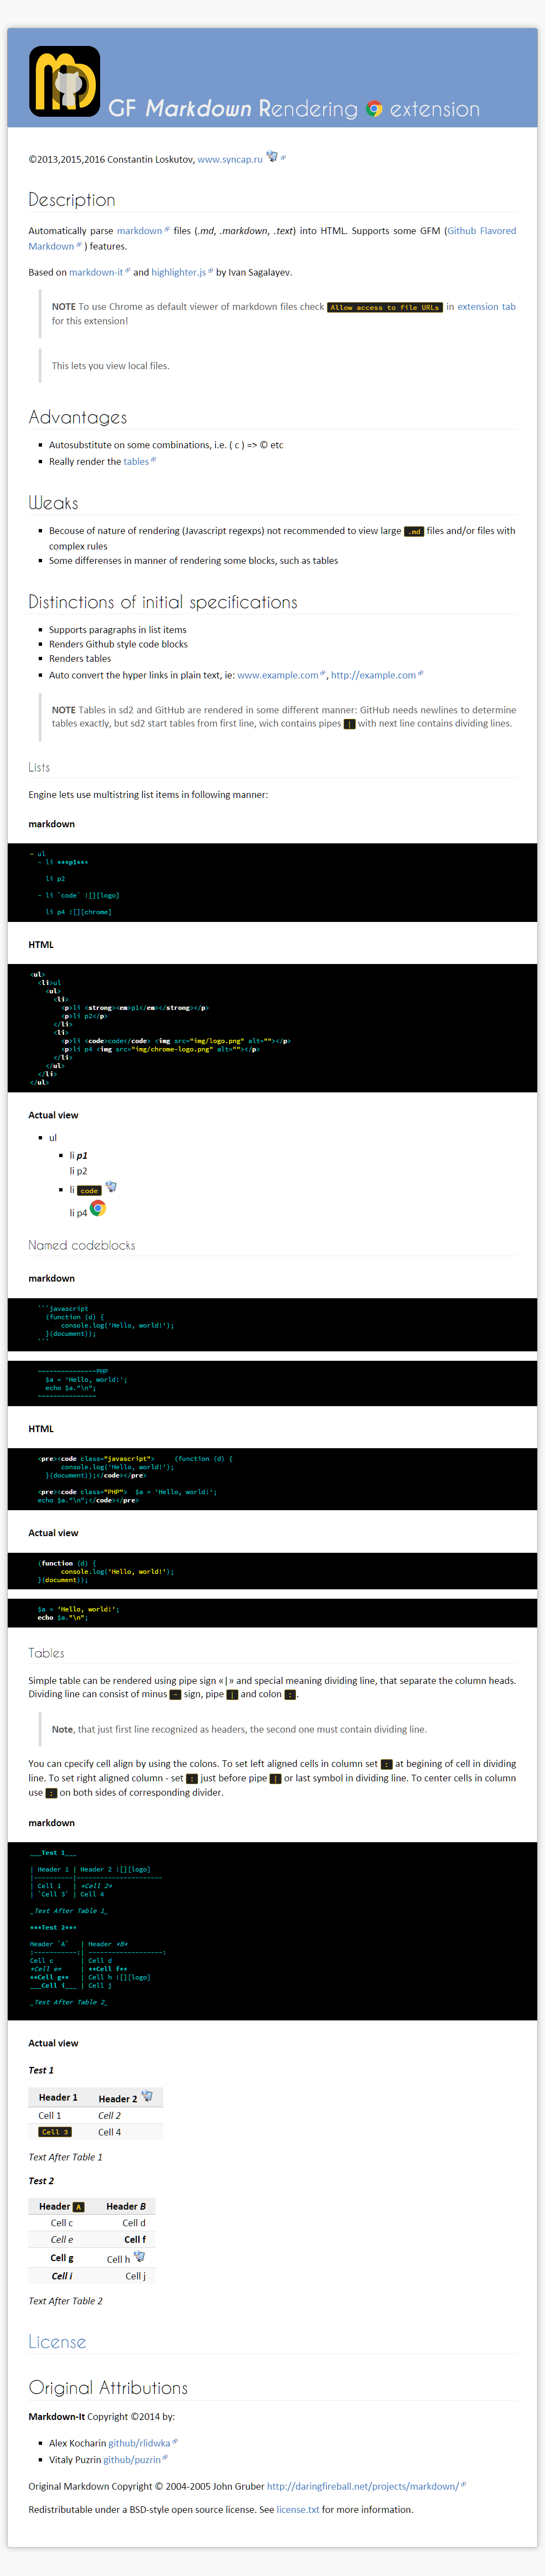 GF Markdown Rendering extension
©2013,2015,2016 Constantin Loskutov, www.syncap.ru
Description
Automatically parse markdown files (.md, .markdown, .text) into HTML. Supports some GFM (Github Flavored
Markdown ) features.
Based on markdown-it and highlighter.js by Ivan Sagalayev.
NOTE To use Chrome as default viewer of markdown files check Allow access to file URLs in extension tab
for this extension!
This lets you view local files.
Advantages
Autosubstitute on some combinations, i.e. ( c ) => © etc
Really render the tables
Weaks
Becouse of nature of rendering (Javascript regexps) not recommended to view large .md files and/or files with
complex rules
Some differenses in manner of rendering some blocks, such as tables
Distinctions of initial specifications
Supports paragraphs in list items
Renders Github style code blocks
Renders tables
Auto convert the hyper links in plain text, ie: www.example.com , http://example.com
NOTE Tables in sd2 and GitHub are rendered in some different manner: GitHub needs newlines to determine
tables exactly, but sd2 start tables from first line, wich contains pipes | with next line contains dividing lines.
Lists
Engine lets use multistring list items in following manner:
markdown
- ul
- li ***p1***
li p2
- li `code` ![][logo]
li p4 ![][chrome]
HTML
<ul>
<li>ul
<ul>
<li>
<p>li <strong><em>p1</em></strong></p>
<p>li p2</p>
</li>
<li>
<p>li <code>code</code> <img src="img/logo.png" alt=""></p>
<p>li p4 <img src="img/chrome-logo.png" alt=""></p>
</li>
</ul>
</li>
</ul>
Actual view
ul
li p1
li p2
li code
li p4
Named codeblocks
markdown
```javascript
(function (d) {
console.log('Hello, world!');
}(document));
```
~~~~~~~~~~~~~~~PHP
$a = 'Hello, world!';
echo $a."\n";
~~~~~~~~~~~~~~~
HTML
<pre><code class="javascript"> (function (d) {
console.log('Hello, world!');
}(document));</code></pre>
<pre><code class="PHP"> $a = 'Hello, world!';
echo $a."\n";</code></pre>
Actual view
(function (d) {
console.log('Hello, world!');
}(document));
$a = 'Hello, world!';
echo $a."\n";
Tables
Simple table can be rendered using pipe sign «|» and special meaning dividing line, that separate the column heads.
Dividing line can consist of minus - sign, pipe | and colon : .
Note, that just first line recognized as headers, the second one must contain dividing line.
You can cpecify cell align by using the colons. To set left aligned cells in column set : at begining of cell in dividing
line. To set right aligned column - set : just before pipe | or last symbol in dividing line. To center cells in column
use : on both sides of corresponding divider.
markdown
___Test 1___
| Header 1 | Header 2 ![][logo]
|----------|----------------------
| Cell 1 | *Cell 2*
| `Cell 3` | Cell 4
_Text After Table 1_
***Test 2***
Header `A` | Header *B*
:-----------:| -------------------:
Cell c | Cell d
*Cell e* | **Cell f**
**Cell g** | Cell h ![][logo]
___Cell i___ | Cell j
_Text After Table 2_
Actual view
Test 1
Header 1 Header 2
Cell 1 Cell 2
Cell 3 Cell 4
Text After Table 1
Test 2
Header A Header B
Cell c Cell d
Cell e Cell f
Cell g Cell h
Cell i Cell j
Text After Table 2
License
Original Attributions
Markdown-It Copyright ©2014 by:
Alex Kocharin github/rlidwka
Vitaly Puzrin github/puzrin
Original Markdown Copyright © 2004-2005 John Gruber http://daringfireball.net/projects/markdown/
Redistributable under a BSD-style open source license. See license.txt for more information.